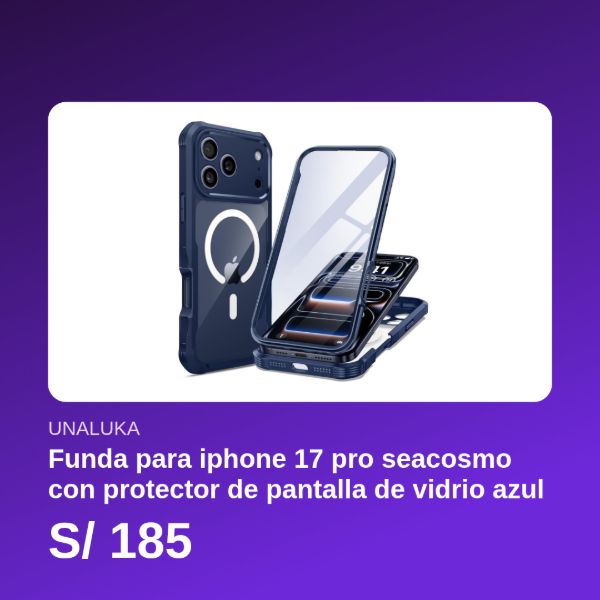 UNALUKA
Funda para iphone 17 pro seacosmo
con protector de pantalla de vidrio azul
S/ 185